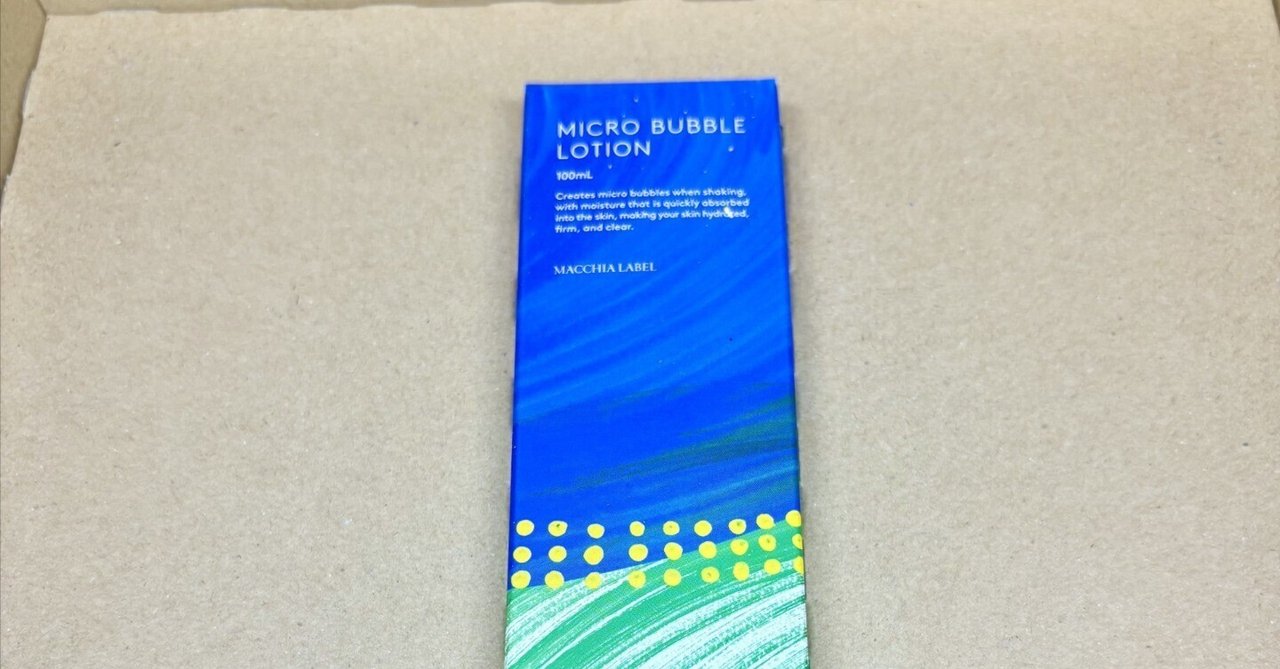 MICRO BUBBLE
LOTION
100mL
Creates micro bubbles when shaking,
with moisture that is quickly absorbed
into the skin, making your skin hydrated,
firm, and clear.
MACCHIA LABEL